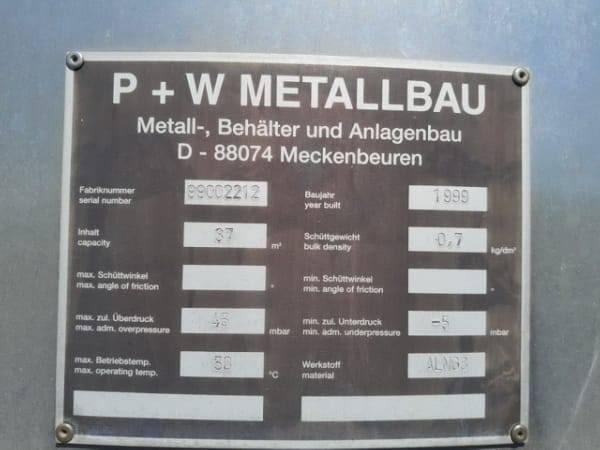 P + W METALLBAU
Metall-, Behälter und Anlagenbau
D - 88074 Meckenbeuren
Fabriknummer
serial number
99002212
Baujahr
year built
1999
Inhalt
capacity
37 m³
Schüttgewicht
bulk density
0,7 kg/dm³
max. Schüttwinkel
max. angle of friction
°
min. Schüttwinkel
min. angle of friction
°
max. zul. Überdruck
max. adm. overpressure
mbar
min. zul. Unterdruck
min. adm. underpressure
-5 mbar
max. Betriebstemp.
max. operating temp.
°C
Werkstoff
material